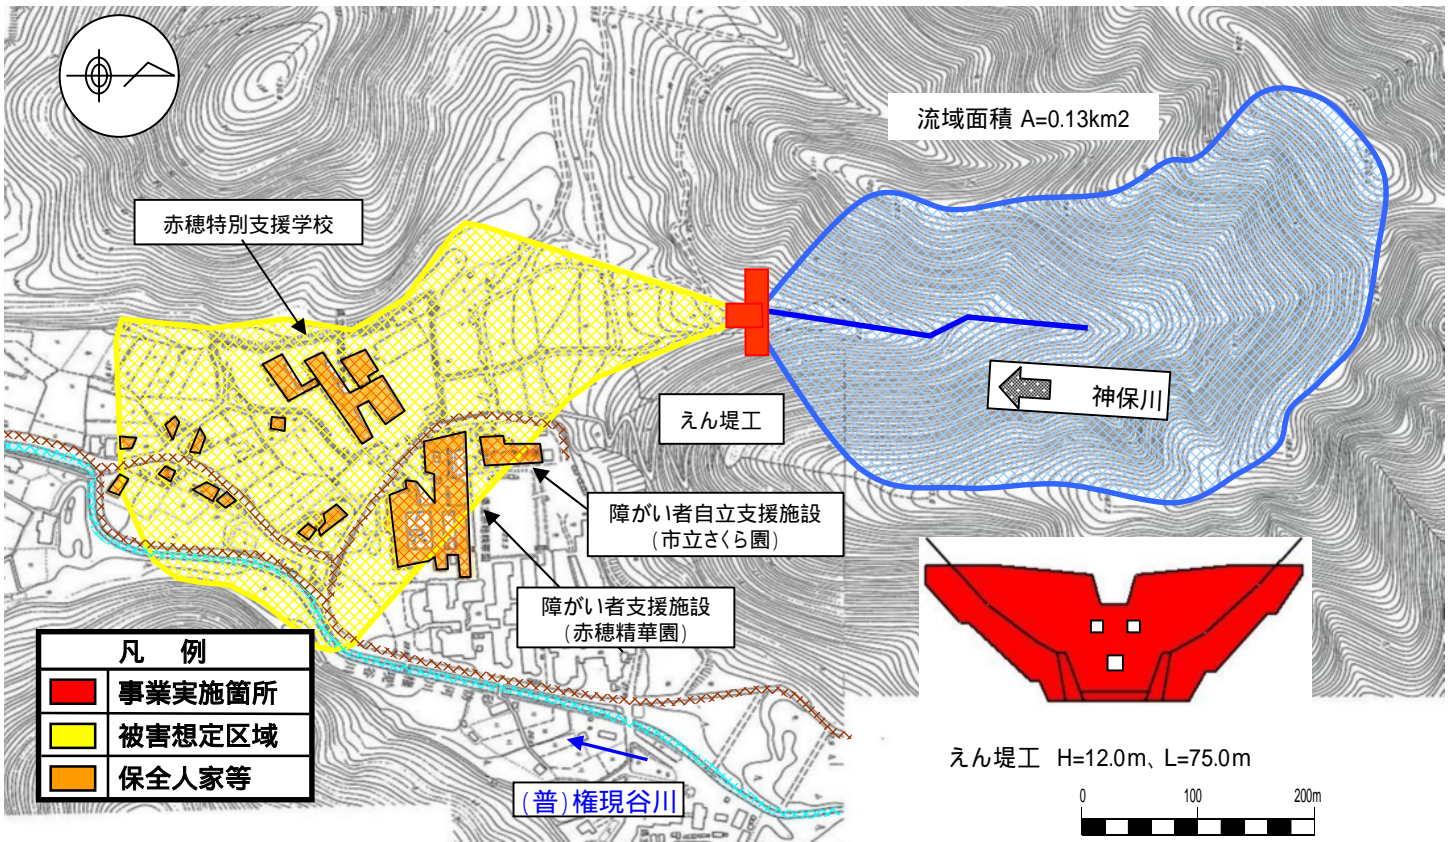 流域面積 A=0.13km2
赤穂特別支援学校
えん堤工
神保川
障がい者自立支援施設
(市立さくら園)
障がい者支援施設
(赤穂精華園)
凡 例
事業実施箇所
被害想定区域
保全人家等
(普)権現谷川
えん堤工 H=12.0m、L=75.0m
0 100 200m